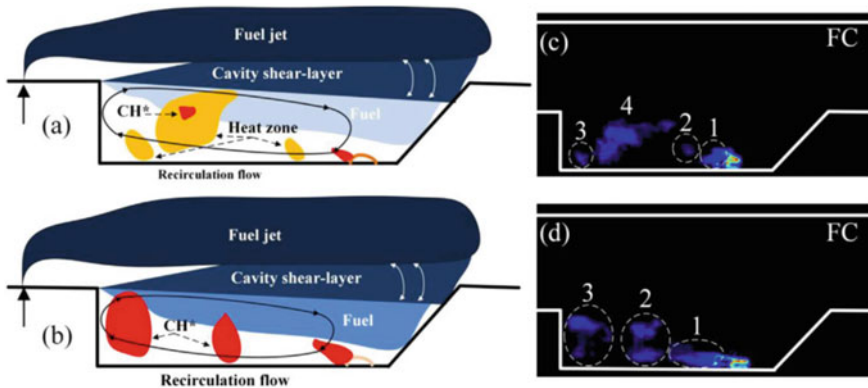 Fuel jet
Cavity shear-layer
CH*
Fuel
(a)
Heat zone
Recirculation flow
Fuel jet
Cavity shear-layer
Fuel
(b)
CH*
Recirculation flow
(c)
FC
4
3
2
1
(d)
FC
3
2
1